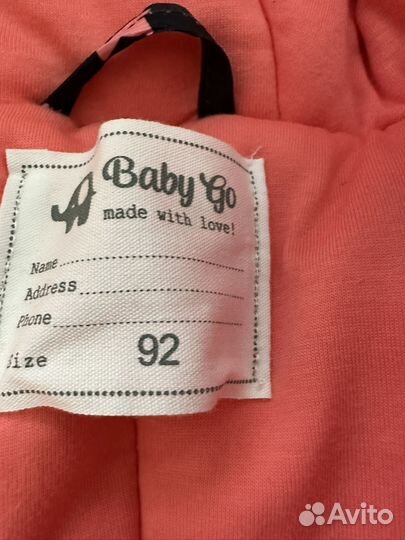 Baby Go
made with love!
Name
Address
Phone
Size 92
Avito